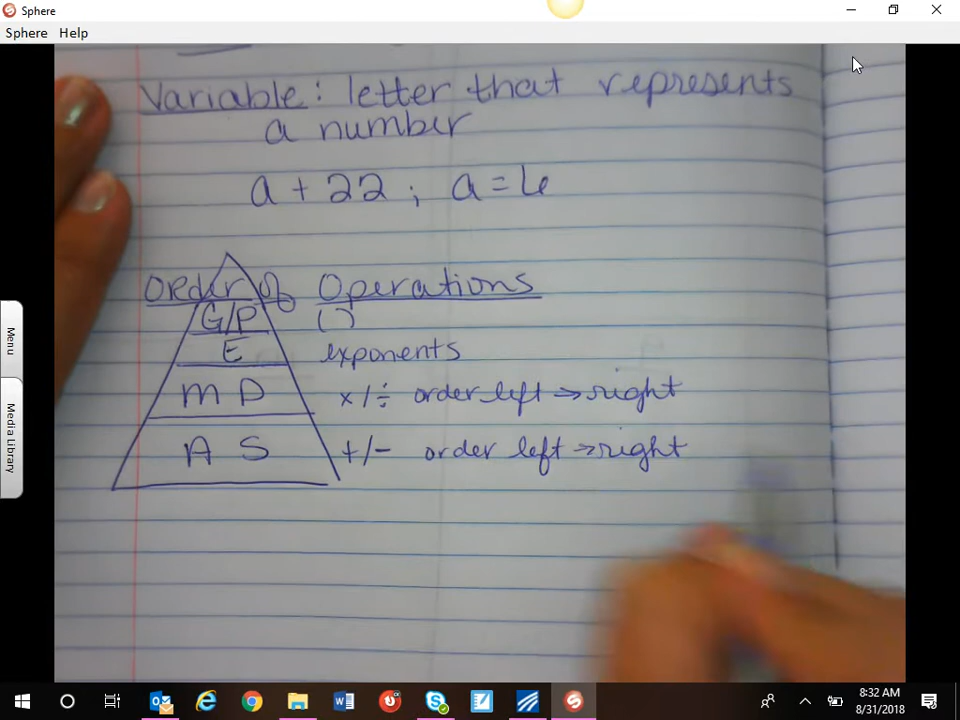 Sphere
Sphere Help
Variable: letter that represents
a number
a + 22 ; a = 6
Order of Operations
G/P ( )
E exponents
M D x/÷ order left → right
A S +/- order left → right
Menu
Media Library
8:32 AM
8/31/2018